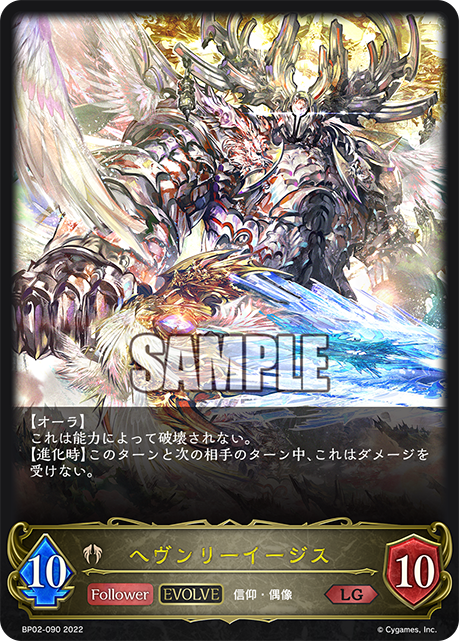 SAMPLE
【オーラ】
これは能力によって破壊されない。
【進化時】このターンと次の相手のターン中、これはダメージを
受けない。
ヘヴンリーイージス
10
Follower
EVOLVE
信仰・偶像
LG
10
BP02-090 2022
© Cygames, Inc.